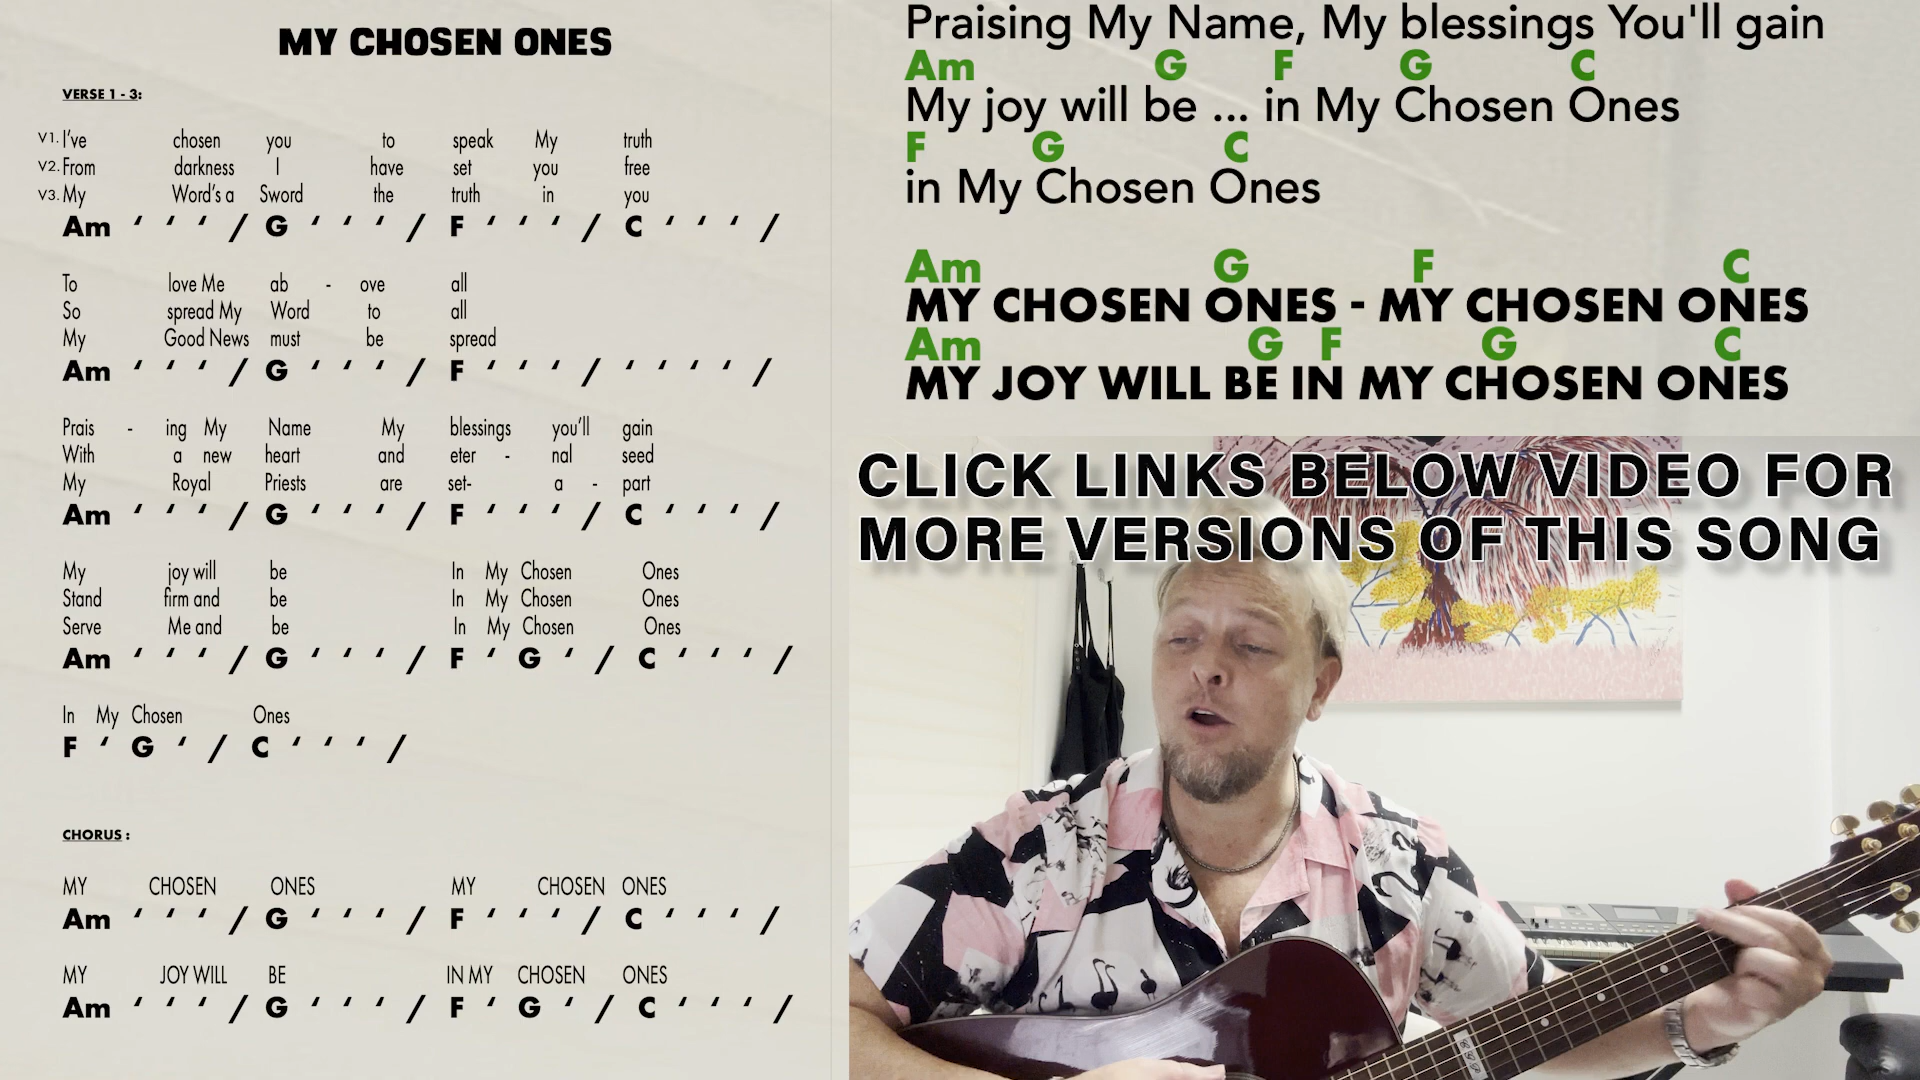 MY CHOSEN ONES
VERSE 1 - 3:
V1. I've chosen you to speak My truth
V2. From darkness I have set you free
V3. My Word's a Sword the truth in you
Am ‘ ‘ ‘ / G ‘ ‘ ‘ / F ‘ ‘ ‘ / C ‘ ‘ ‘ /
To love Me ab - ove all
So spread My Word to all
My Good News must be spread
Am ‘ ‘ ‘ / G ‘ ‘ ‘ / F ‘ ‘ ‘ / ‘ ‘ ‘ ‘ /
Prais - ing My Name My blessings you'll gain
With a new heart and eter - nal seed
My Royal Priests are set- a - part
Am ‘ ‘ ‘ / G ‘ ‘ ‘ / F ‘ ‘ ‘ / C ‘ ‘ ‘ /
My joy will be In My Chosen Ones
Stand firm and be In My Chosen Ones
Serve Me and be In My Chosen Ones
Am ‘ ‘ ‘ / G ‘ ‘ ‘ / F ‘ G ‘ / C ‘ ‘ ‘ /
In My Chosen Ones
F ‘ G ‘ / C ‘ ‘ ‘ /
CHORUS :
MY CHOSEN ONES MY CHOSEN ONES
Am ‘ ‘ ‘ / G ‘ ‘ ‘ / F ‘ ‘ ‘ / C ‘ ‘ ‘ /
MY JOY WILL BE IN MY CHOSEN ONES
Am ‘ ‘ ‘ / G ‘ ‘ ‘ / F ‘ G ‘ / C ‘ ‘ ‘ /
Praising My Name, My blessings You'll gain
Am G F G C
My joy will be ... in My Chosen Ones
F G C
in My Chosen Ones
Am G F C
MY CHOSEN ONES - MY CHOSEN ONES
Am G F G C
MY JOY WILL BE IN MY CHOSEN ONES
CLICK LINKS BELOW VIDEO FOR
MORE VERSIONS OF THIS SONG